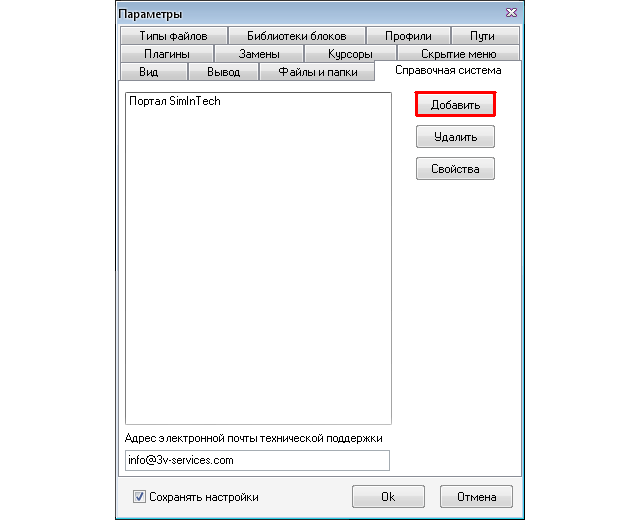 Параметры
Типы файлов Библиотеки блоков Профили Пути
Плагины Замены Курсоры Скрытие меню
Вид Вывод Файлы и папки Справочная система
Портал SimInTech
Добавить
Удалить
Свойства
Адрес электронной почты технической поддержки
info@3v-services.com
Сохранять настройки Ok Отмена